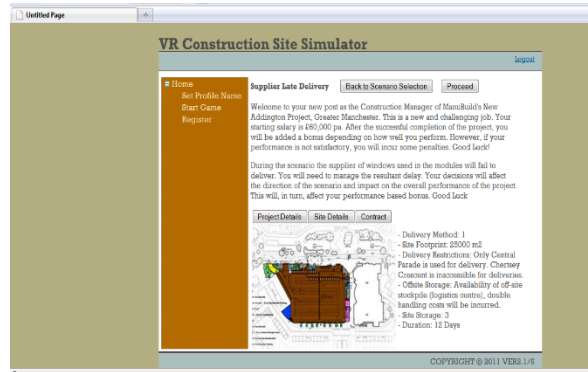 Untitled Page
VR Construction Site Simulator
Logout
Home
Set Profile Name
Start Game
Register
Supplier Late Delivery
Back to Scenario Selection
Proceed
Welcome to your new post as the Construction Manager of ManuBuild's New
Addington Project, Greater Manchester. This is a new and challenging job. Your
starting salary is £60,000 pa. After the successful completion of the project, you
will be added a bonus depending on how well you perform. However, if your
performance is not satisfactory, you will incur some penalties. Good Luck!
During the scenario the supplier of windows used in the modules will fail to
deliver. You will need to manage the resultant delay. Your decisions will affect
the direction of the scenario and impact on the overall performance of the project.
This will, in turn, affect your performance based bonus. Good Luck
Project Details
Site Details
Contract
- Delivery Method: 1
- Site Footprint: 25000 m2
- Delivery Restrictions: Only Central
Parade is used for delivery. Chertsey
Crescent is inaccessible for deliveries.
- Offsite Storage: Availability of off-site
stockpile (logistics centre), double
handling costs will be incurred.
- Site Storage: 3
- Duration: 12 Days
COPYRIGHT @ 2011 VER2.1/6